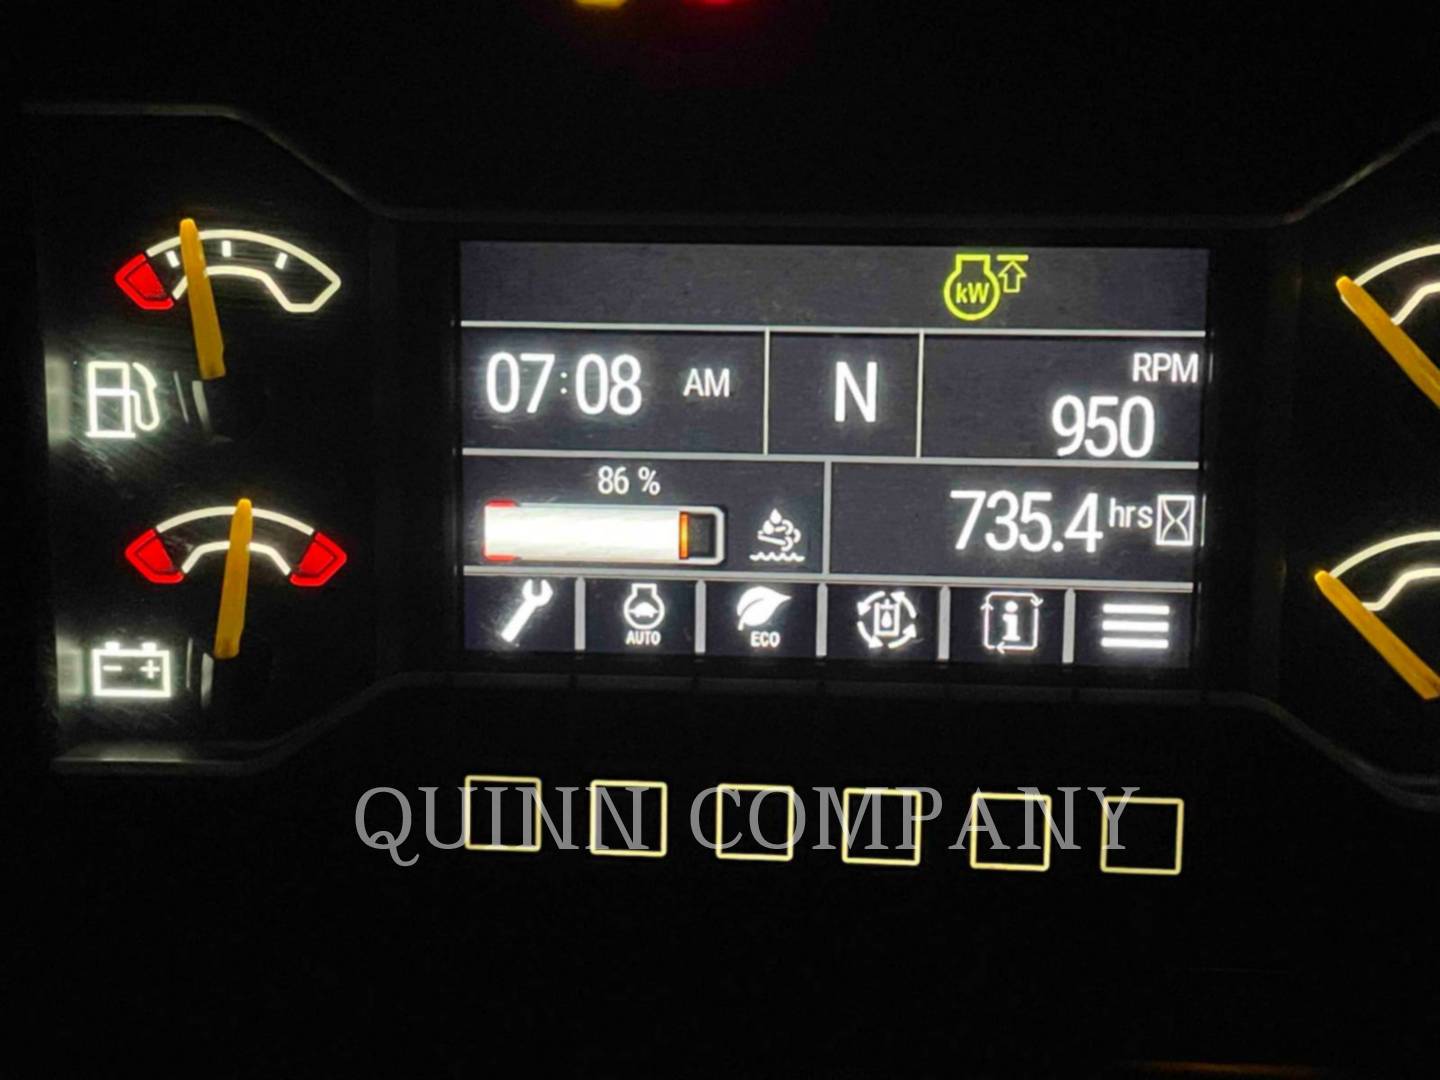 kW
07:08 AM
N
RPM
950
86 %
735.4 hrs
AUTO
ECO
i
QUINN COMPANY